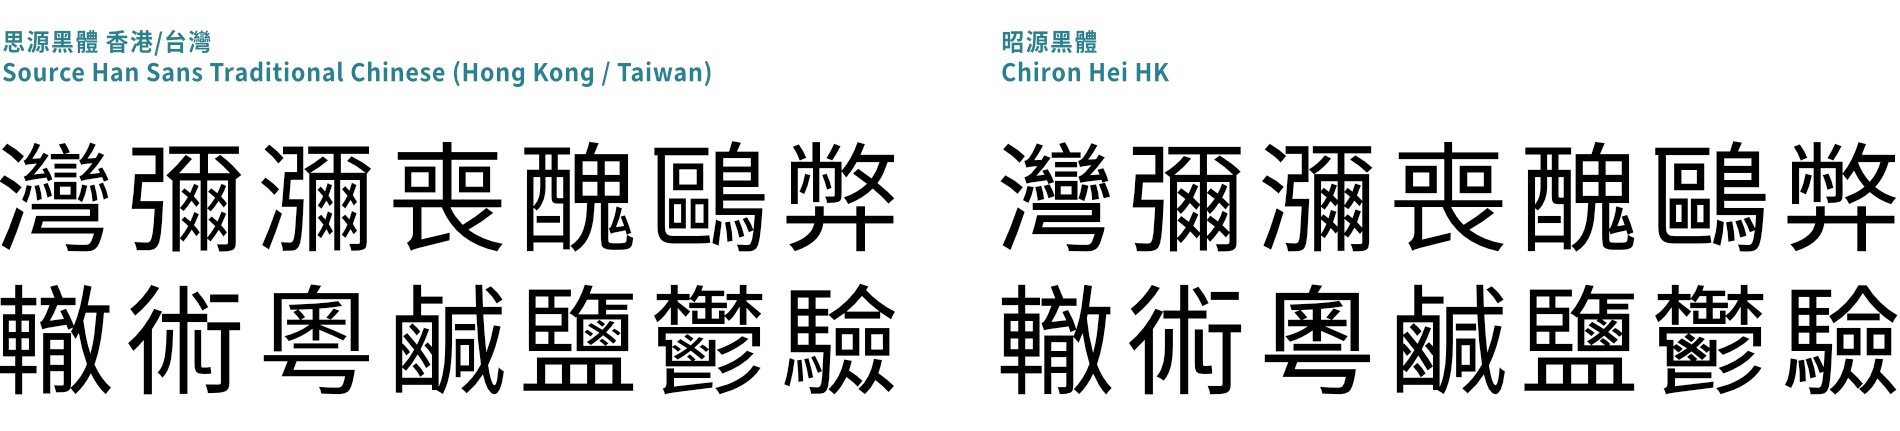 思源黑體 香港/台灣
Source Han Sans Traditional Chinese (Hong Kong / Taiwan)
灣彌瀰喪醜鷗弊
轍術粵鹹鹽鬱驗
昭源黑體
Chiron Hei HK
灣彌瀰喪醜鷗弊
轍術粵鹹鹽鬱驗